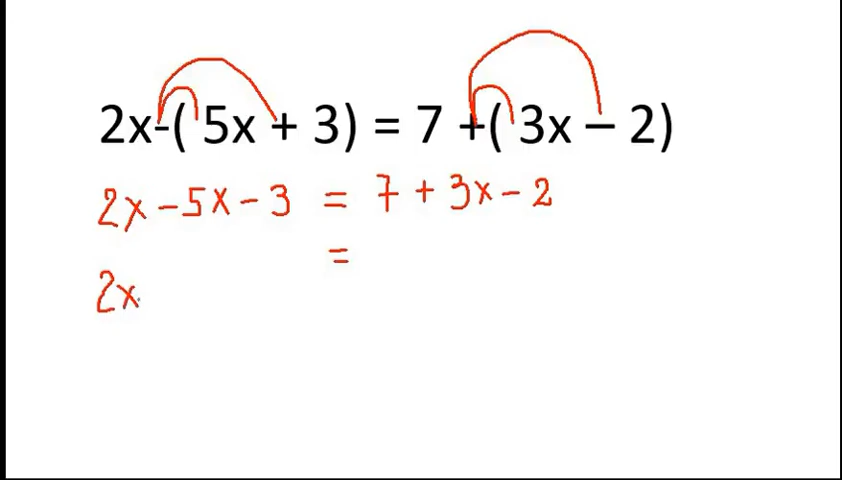 2x-( 5x + 3) = 7 +( 3x – 2)
2x - 5x - 3 = 7 + 3x - 2
=
2x